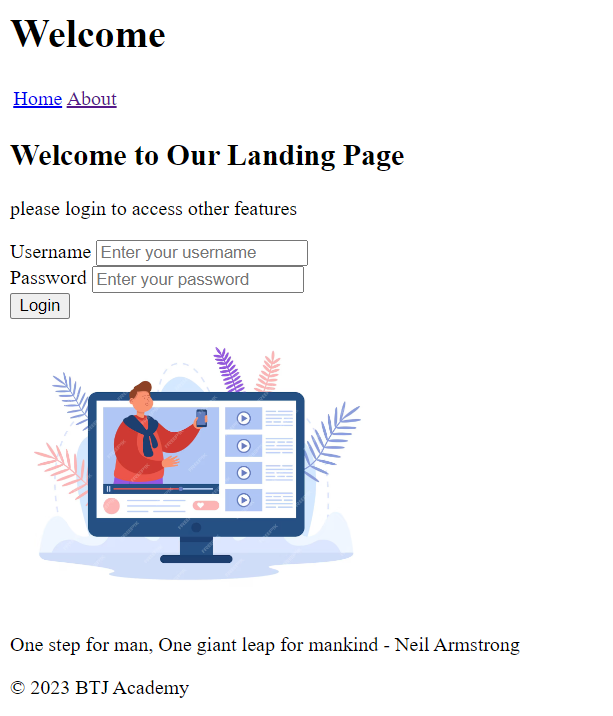 Welcome
Home About
Welcome to Our Landing Page
please login to access other features
Username Enter your username
Password Enter your password
Login
One step for man, One giant leap for mankind - Neil Armstrong
© 2023 BTJ Academy